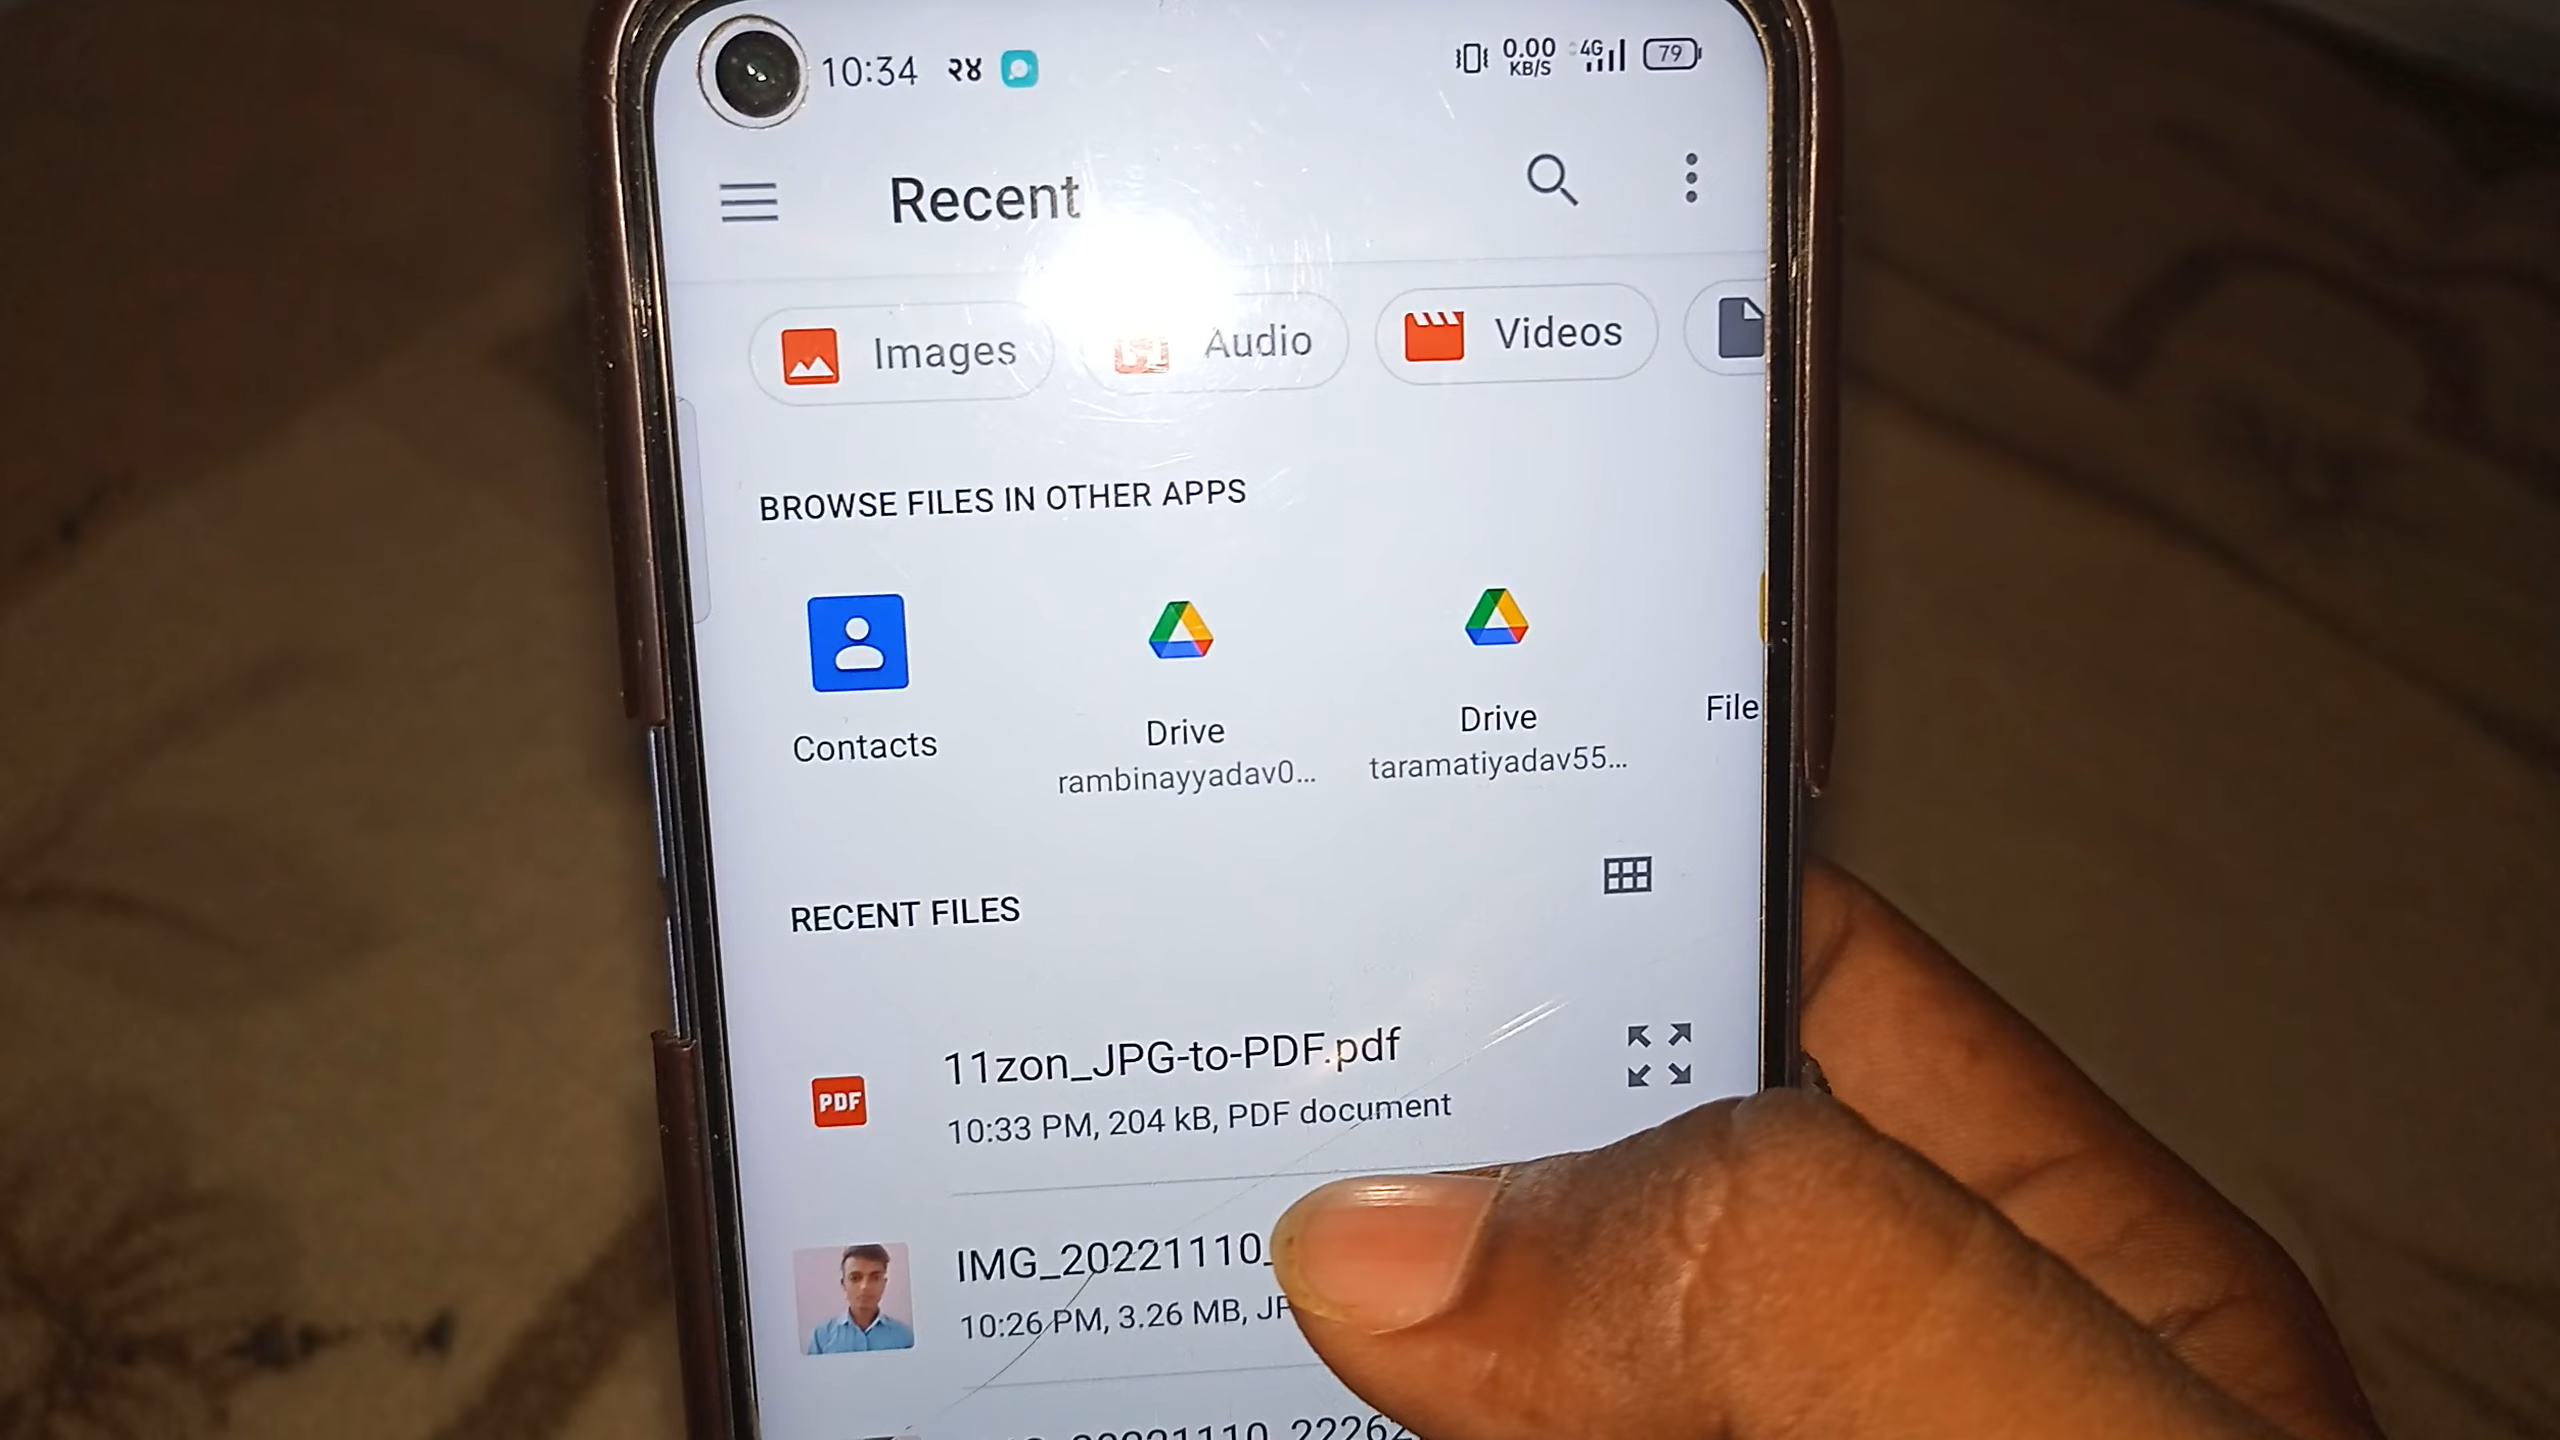 10:34 २४ 0.00 KB/S 4G 79
Recent
Images Audio Videos
BROWSE FILES IN OTHER APPS
Contacts Drive Drive File
rambinayyadav0... taramatiyadav55...
RECENT FILES
11zon_JPG-to-PDF.pdf
PDF
10:33 PM, 204 kB, PDF document
IMG_20221110_
10:26 PM, 3.26 MB, JP
20221110_22262